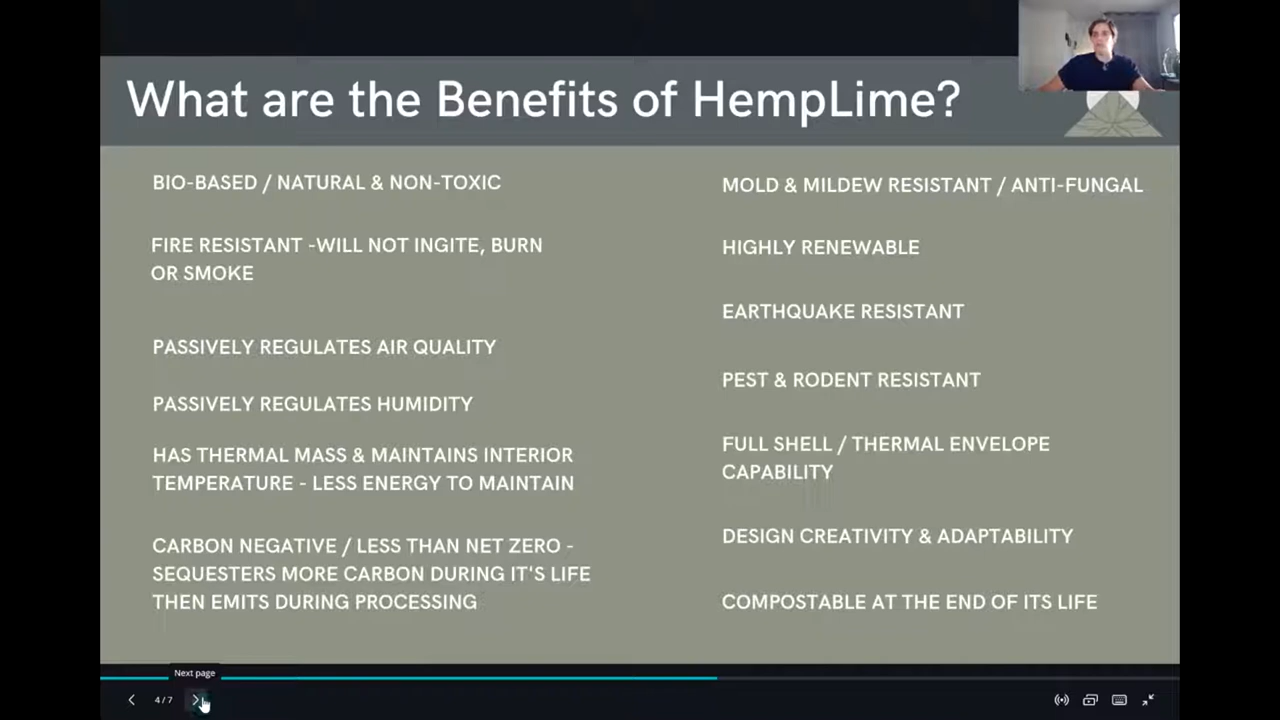 What are the Benefits of HempLime?
BIO-BASED / NATURAL & NON-TOXIC
FIRE RESISTANT -WILL NOT INGITE, BURN
OR SMOKE
PASSIVELY REGULATES AIR QUALITY
PASSIVELY REGULATES HUMIDITY
HAS THERMAL MASS & MAINTAINS INTERIOR
TEMPERATURE - LESS ENERGY TO MAINTAIN
CARBON NEGATIVE / LESS THAN NET ZERO -
SEQUESTERS MORE CARBON DURING IT'S LIFE
THEN EMITS DURING PROCESSING
MOLD & MILDEW RESISTANT / ANTI-FUNGAL
HIGHLY RENEWABLE
EARTHQUAKE RESISTANT
PEST & RODENT RESISTANT
FULL SHELL / THERMAL ENVELOPE
CAPABILITY
DESIGN CREATIVITY & ADAPTABILITY
COMPOSTABLE AT THE END OF ITS LIFE
Next page
4/7